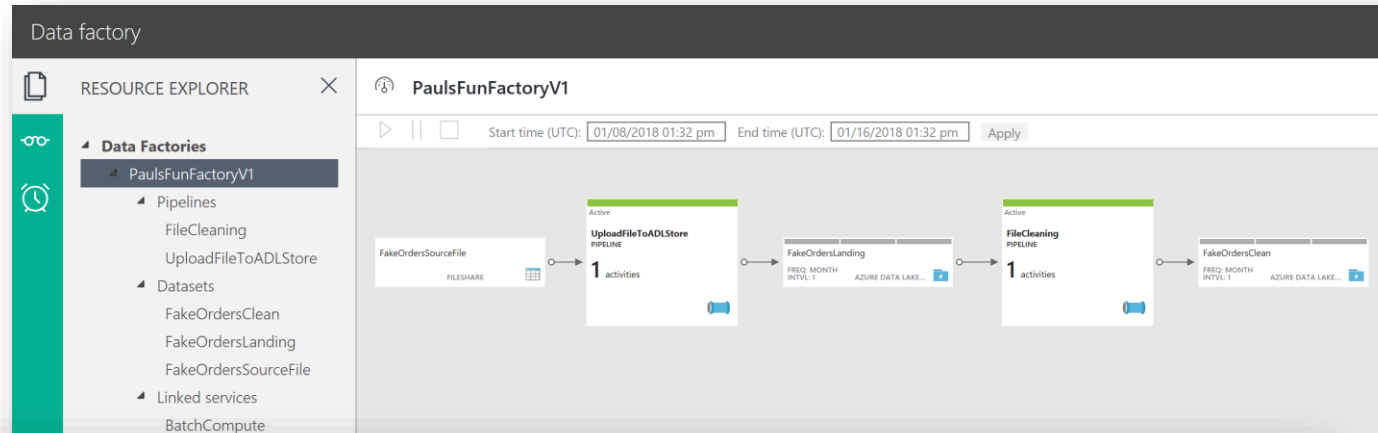 Data factory
RESOURCE EXPLORER
Data Factories
PaulsFunFactoryV1
Pipelines
FileCleaning
UploadFileToADLStore
Datasets
FakeOrdersClean
FakeOrdersLanding
FakeOrdersSourceFile
Linked services
BatchCompute
PaulsFunFactoryV1
Start time (UTC): 01/08/2018 01:32 pm End time (UTC): 01/16/2018 01:32 pm Apply
FakeOrdersSourceFile
FILESHARE
Active
UploadFileToADLStore
PIPELINE
1 activities
FakeOrdersLanding
FREQ: MONTH
INTVL: 1 AZURE DATA LAKE...
Active
FileCleaning
PIPELINE
1 activities
FakeOrdersClean
FREQ: MONTH
INTVL: 1 AZURE DATA LAKE...